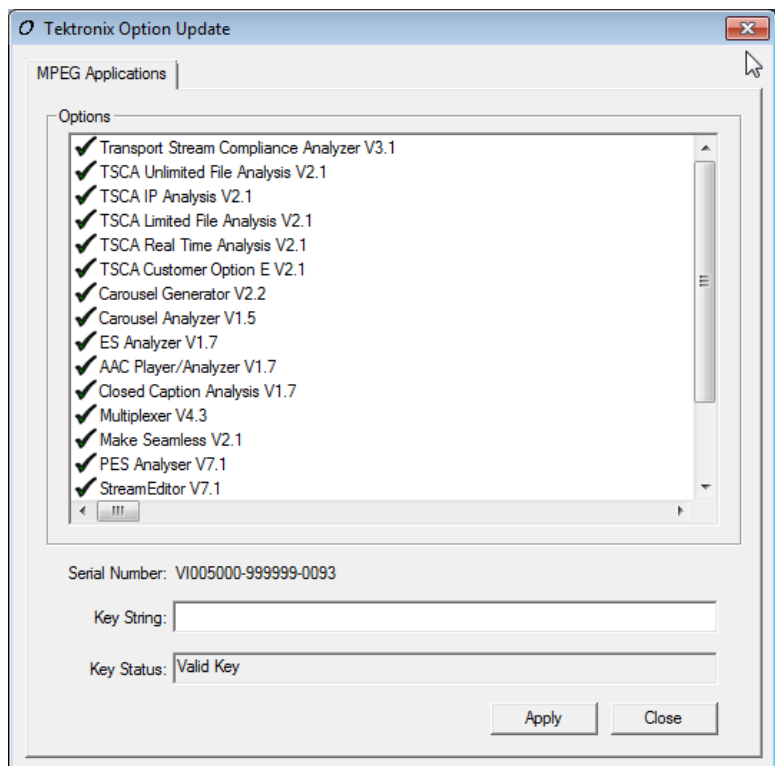 Tektronix Option Update
MPEG Applications
Options
Transport Stream Compliance Analyzer V3.1
TSCA Unlimited File Analysis V2.1
TSCA IP Analysis V2.1
TSCA Limited File Analysis V2.1
TSCA Real Time Analysis V2.1
TSCA Customer Option E V2.1
Carousel Generator V2.2
Carousel Analyzer V1.5
ES Analyzer V1.7
AAC Player/Analyzer V1.7
Closed Caption Analysis V1.7
Multiplexer V4.3
Make Seamless V2.1
PES Analyser V7.1
StreamEditor V7.1
Serial Number: VI005000-999999-0093
Key String:
Key Status: Valid Key
Apply Close